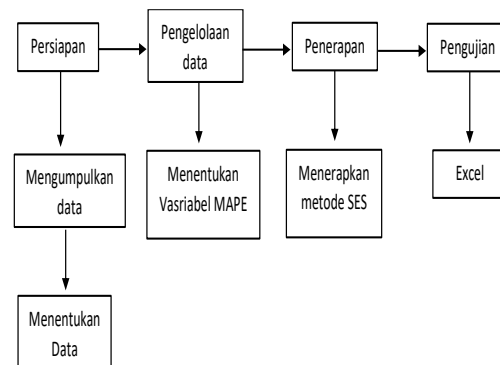 Persiapan
Pengelolaan
data
Penerapan
Pengujian
Mengumpulkan
data
Menentukan
Vasriabel MAPE
Menerapkan
metode SES
Excel
Menentukan
Data